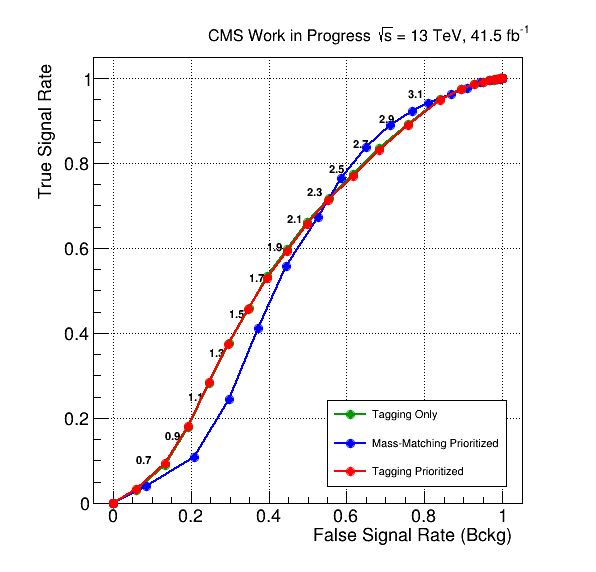 CMS Work in Progress √s = 13 TeV, 41.5 fb⁻¹
True Signal Rate
1
0.8
0.6
0.4
0.2
0
3.1
2.9
2.7
2.5
2.3
2.1
1.9
1.7
1.5
1.3
1.1
0.9
0.7
Tagging Only
Mass-Matching Prioritized
Tagging Prioritized
0 0.2 0.4 0.6 0.8 1
False Signal Rate (Bckg)